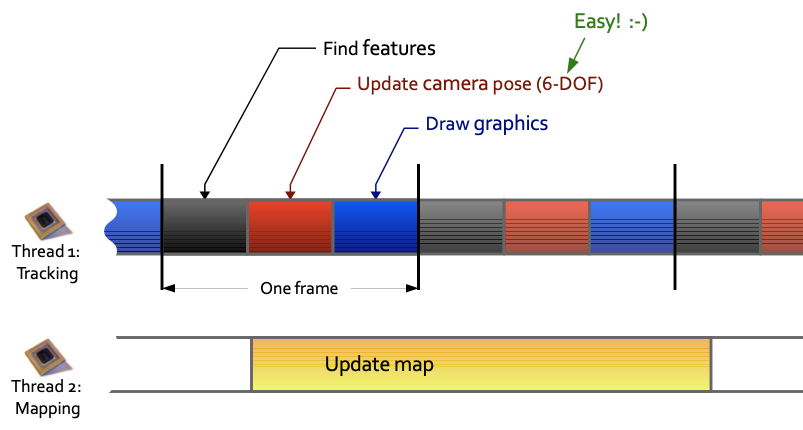 Easy! :-)
Find features
Update camera pose (6-DOF)
Draw graphics
Thread 1:
Tracking
One frame
Thread 2:
Mapping
Update map